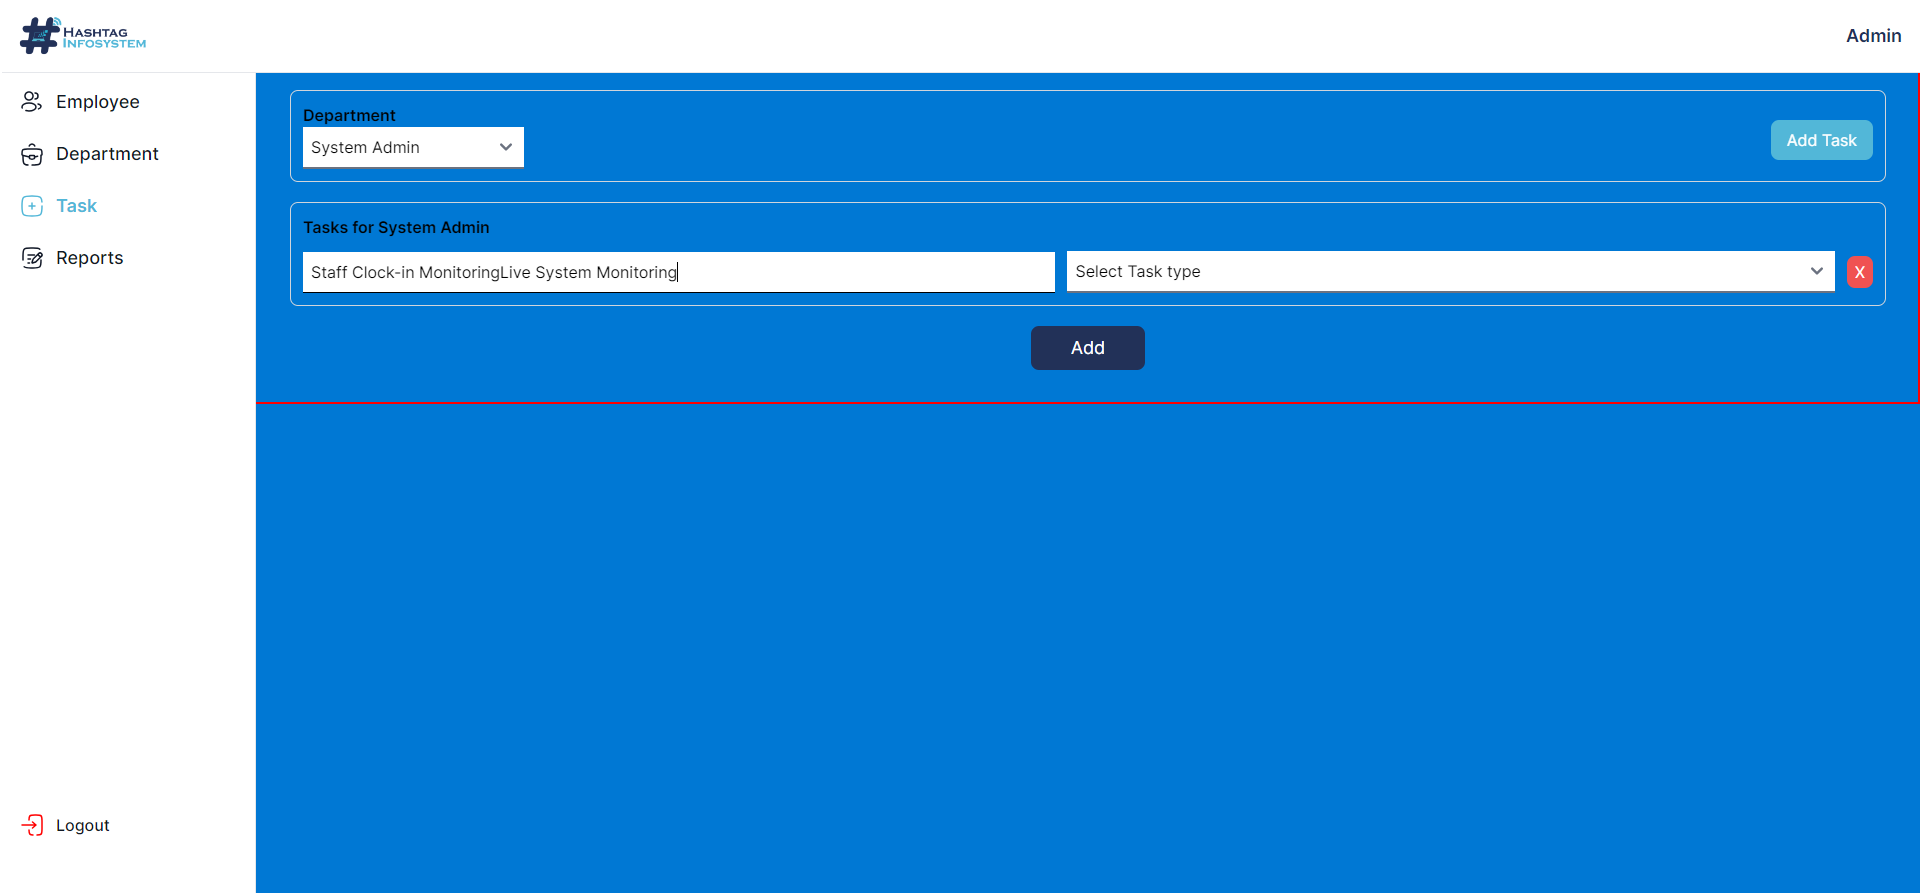 HASHTAG
INFOSYSTEM
Admin
Employee
Department
Task
Reports
Logout
Department
System Admin
Add Task
Tasks for System Admin
Staff Clock-in MonitoringLive System Monitoring
Select Task type
X
Add